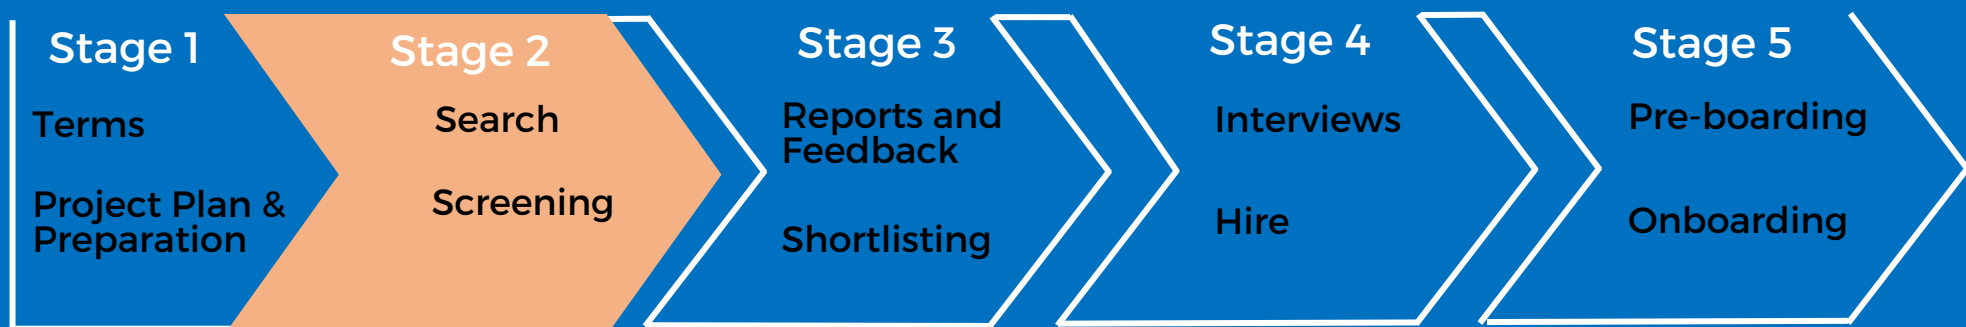 Stage 1
Terms
Project Plan &
Preparation
Stage 2
Search
Screening
Stage 3
Reports and
Feedback
Shortlisting
Stage 4
Interviews
Hire
Stage 5
Pre-boarding
Onboarding